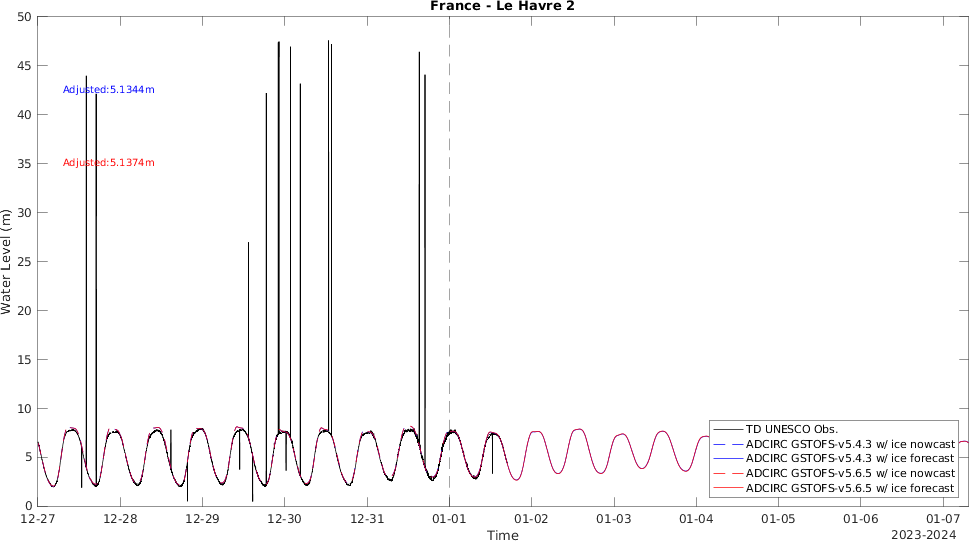 France - Le Havre 2
50
45
40
35
30
25
20
15
10
5
0
Water Level (m)
Adjusted:5.1344m
Adjusted:5.1374m
TD UNESCO Obs.
ADCIRC GSTOFS-v5.4.3 w/ ice nowcast
ADCIRC GSTOFS-v5.4.3 w/ ice forecast
ADCIRC GSTOFS-v5.6.5 w/ ice nowcast
ADCIRC GSTOFS-v5.6.5 w/ ice forecast
12-27 12-28 12-29 12-30 12-31 01-01 01-02 01-03 01-04 01-05 01-06 01-07
Time
2023-2024